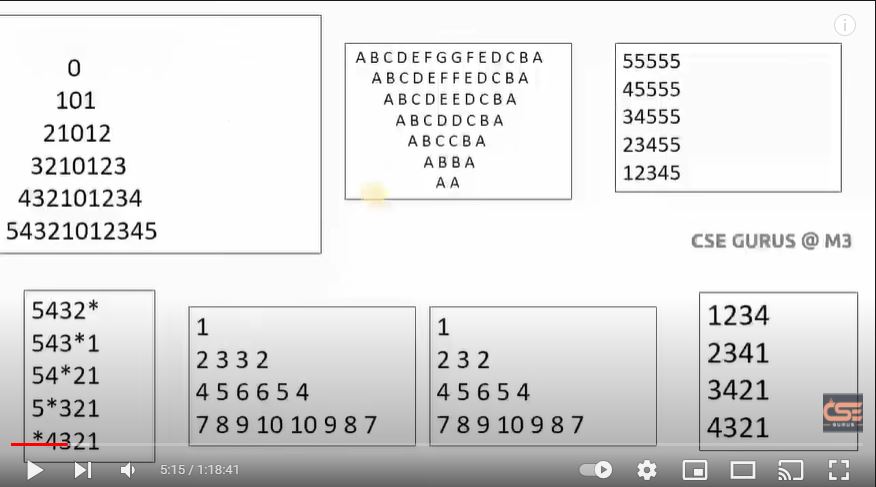 0
101
21012
3210123
432101234
54321012345
A B C D E F G G F E D C B A
A B C D E F F E D C B A
A B C D E E D C B A
A B C D D C B A
A B C C B A
A B B A
A A
55555
45555
34555
23455
12345
CSE GURUS @ M3
5432*
543*1
54*21
5*321
*4321
1
2 3 3 2
4 5 6 6 5 4
7 8 9 10 10 9 8 7
1
2 3 2
4 5 6 5 4
7 8 9 10 9 8 7
1234
2341
3421
4321
CSE
GURUS
5:15 / 1:18:41